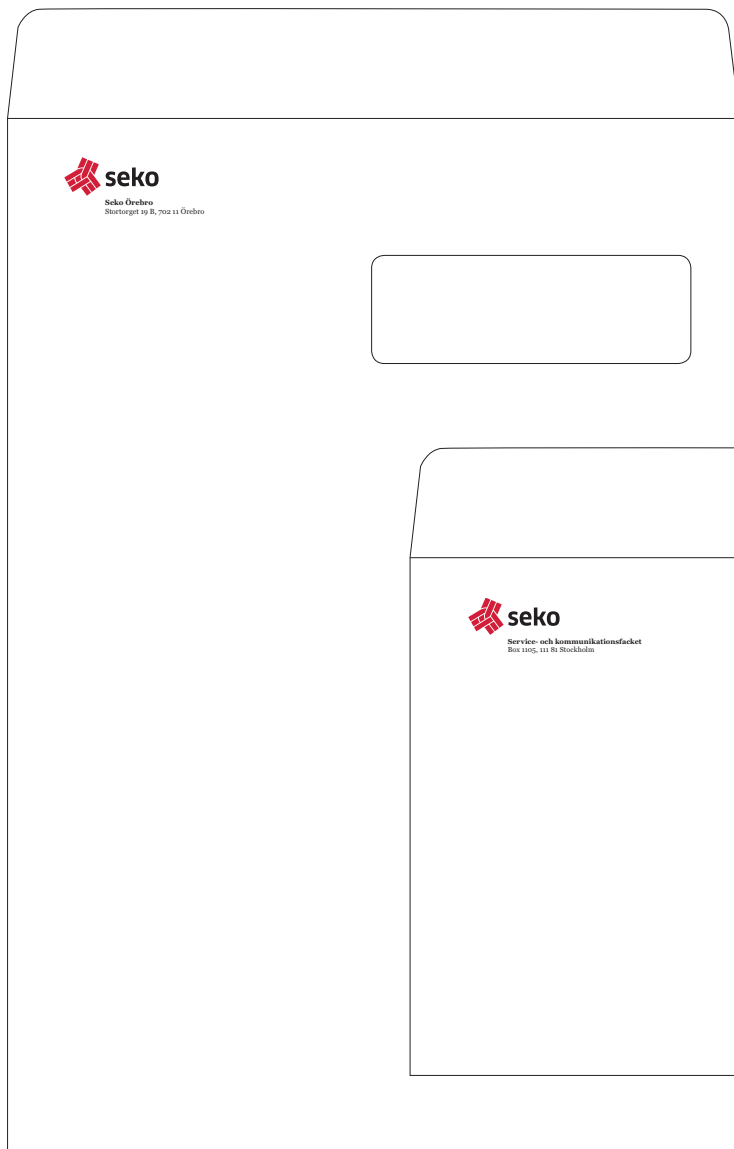 seko
Seko Örebro
Stortorget 19 B, 702 11 Örebro
seko
Service- och kommunikationsfacket
Box 1105, 111 81 Stockholm